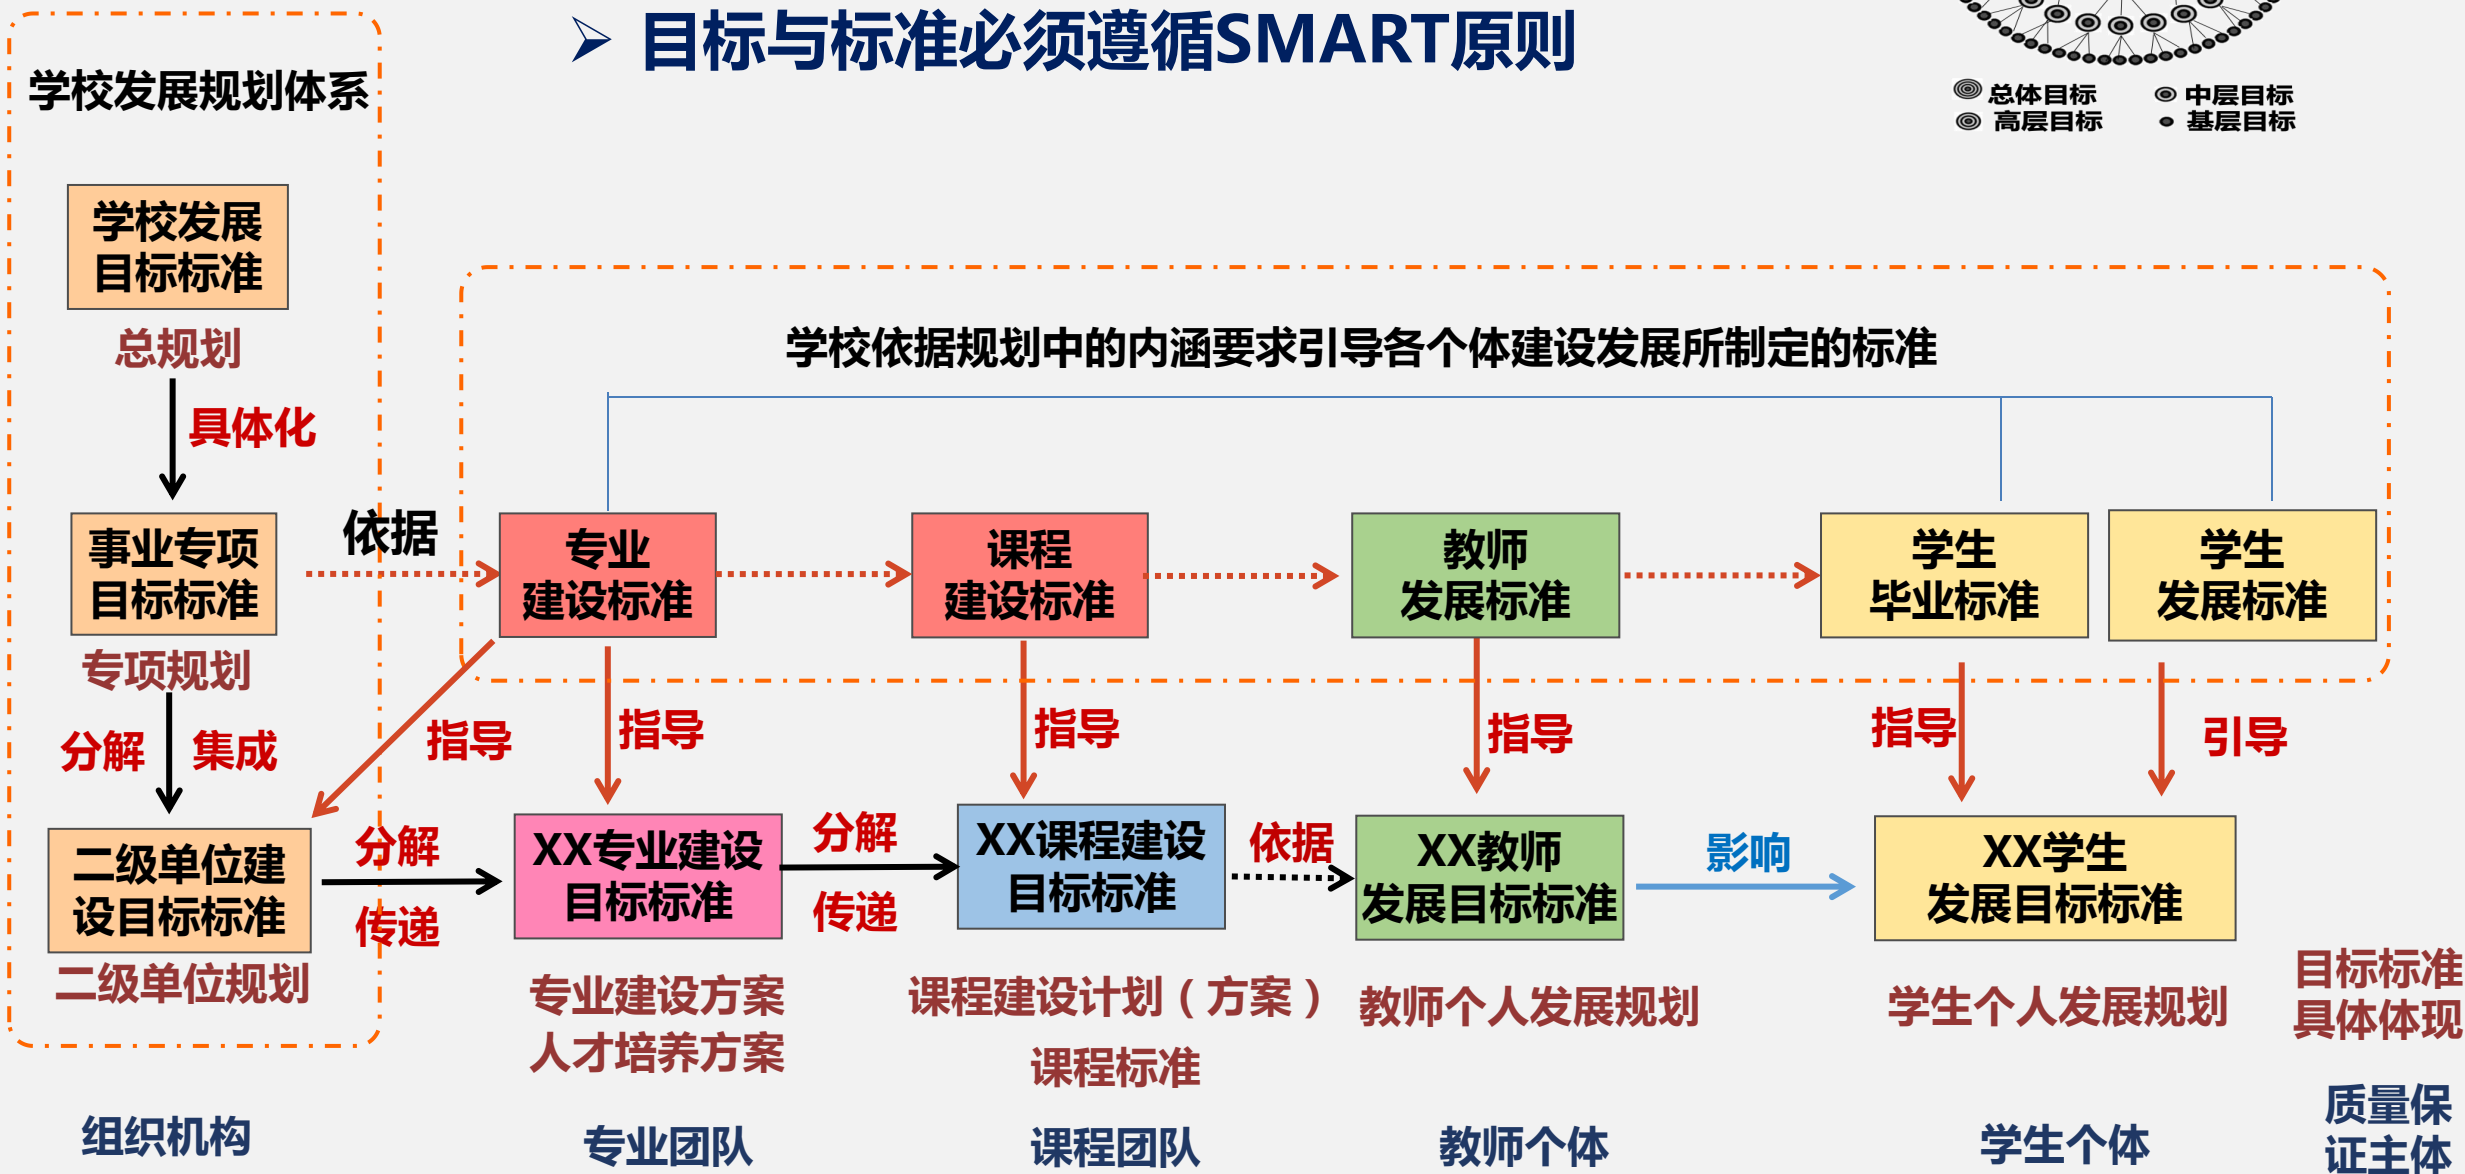 目标与标准必须遵循SMART原则
总体目标
中层目标
高层目标
基层目标
学校发展规划体系
学校发展
目标标准
总规划
具体化
学校依据规划中的内涵要求引导各个体建设发展所制定的标准
事业专项
目标标准
依据
专业
建设标准
课程
建设标准
教师
发展标准
学生
毕业标准
学生
发展标准
专项规划
分解
集成
指导
指导
指导
指导
指导
引导
二级单位建
设目标标准
分解
传递
XX专业建设
目标标准
分解
传递
XX课程建设
目标标准
依据
XX教师
发展目标标准
影响
XX学生
发展目标标准
二级单位规划
专业建设方案
人才培养方案
课程建设计划（方案）
课程标准
教师个人发展规划
学生个人发展规划
目标标准
具体体现
组织机构
专业团队
课程团队
教师个体
学生个体
质量保
证主体